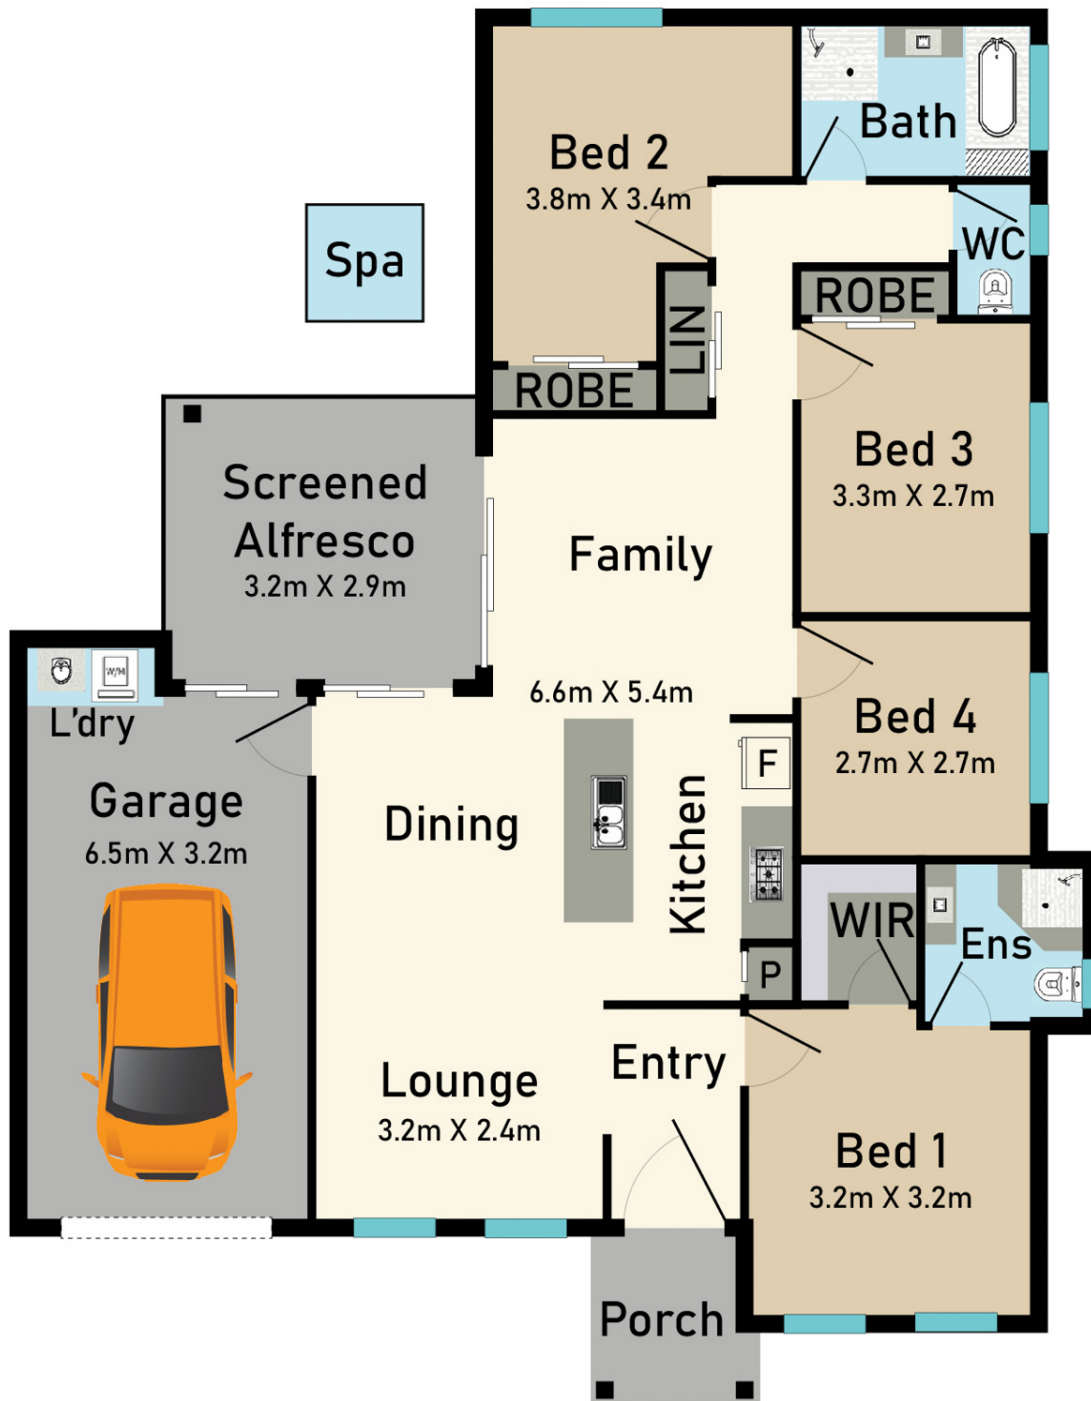 Bed 2
3.8m X 3.4m
Bath
WC
Spa
ROBE
LIN
ROBE
Bed 3
3.3m X 2.7m
Screened
Alfresco
3.2m X 2.9m
Family
6.6m X 5.4m
W/M
L'dry
Bed 4
2.7m X 2.7m
F
Garage
6.5m X 3.2m
Dining
Kitchen
WIR
Ens
P
Entry
Lounge
3.2m X 2.4m
Bed 1
3.2m X 3.2m
Porch